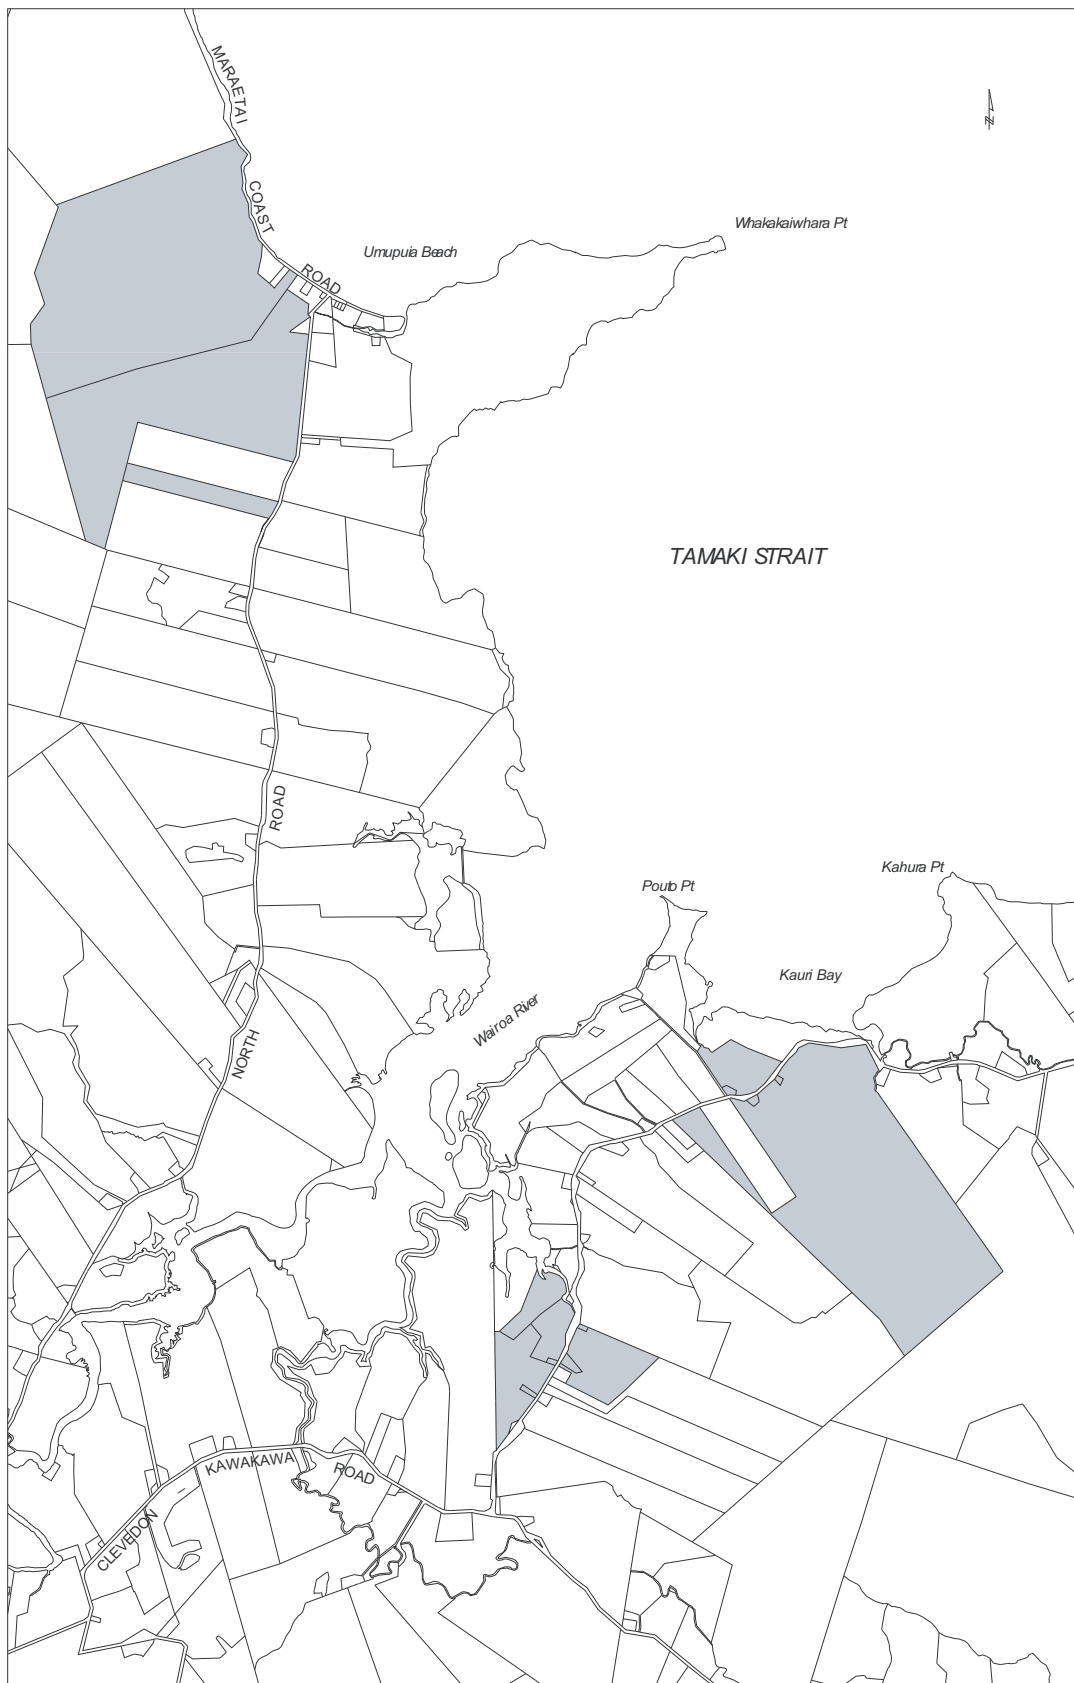 MARAETAI
COAST
ROAD
Umupuia Beach
Whakakaiwhara Pt
N
TAMAKI STRAIT
ROAD
NORTH
Pouto Pt
Kahura Pt
Kauri Bay
Wairoa River
KAWAKAWA
ROAD
CLEVEDON